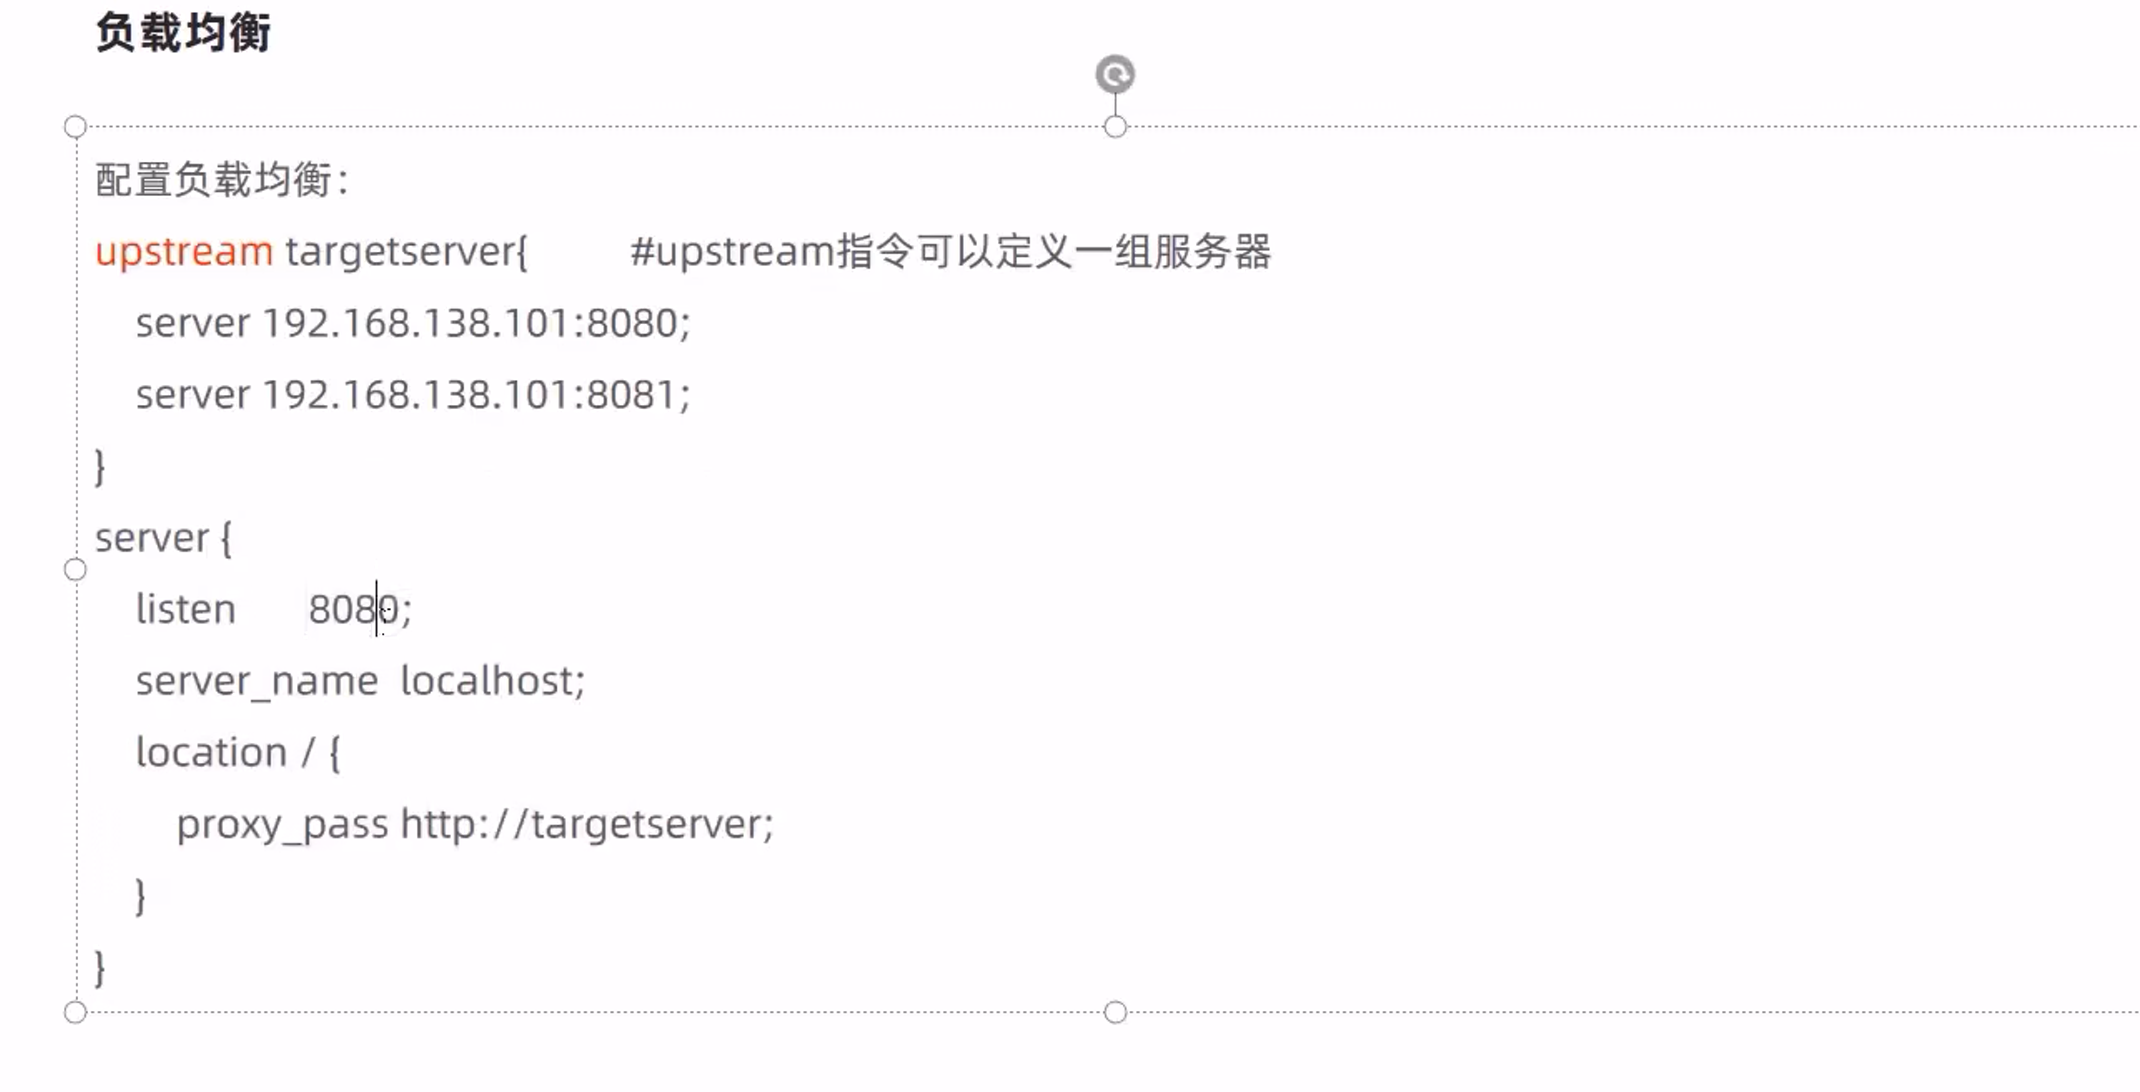 负载均衡
配置负载均衡：
upstream targetserver{ #upstream指令可以定义一组服务器
server 192.168.138.101:8080;
server 192.168.138.101:8081;
}
server {
listen 8080;
server_name localhost;
location / {
proxy_pass http://targetserver;
}
}